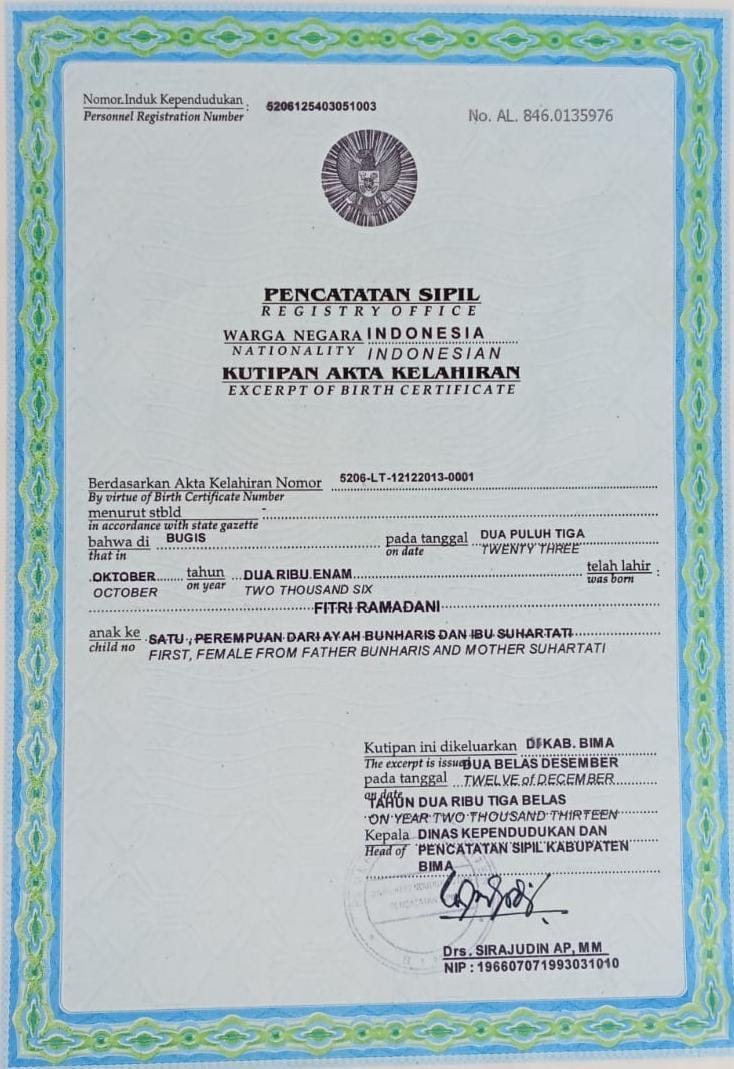 Nomor Induk Kependudukan : 5206125403051003
Personnel Registration Number
No. AL. 846.0135976
PENCATATAN SIPIL
REGISTRY OFFICE
WARGA NEGARA INDONESIA
NATIONALITY INDONESIAN
KUTIPAN AKTA KELAHIRAN
EXCERPT OF BIRTH CERTIFICATE
Berdasarkan Akta Kelahiran Nomor 5206-LT-12122013-0001
By virtue of Birth Certificate Number
menurut stbld -
in accordance with state gazette
bahwa di BUGIS pada tanggal DUA PULUH TIGA
that in on date TWENTY THREE
OKTOBER tahun DUA RIBU ENAM telah lahir :
OCTOBER on year TWO THOUSAND SIX was born
FITRI RAMADANI
anak ke SATU, PEREMPUAN DARI AYAH BUNHARIS DAN IBU SUHARTATI
child no FIRST, FEMALE FROM FATHER BUNHARIS AND MOTHER SUHARTATI
Kutipan ini dikeluarkan DI KAB. BIMA
The excerpt is issued DUA BELAS DESEMBER
pada tanggal TWELVE of DECEMBER
on date TAHUN DUA RIBU TIGA BELAS
ON YEAR TWO THOUSAND THIRTEEN
Kepala DINAS KEPENDUDUKAN DAN
Head of PENCATATAN SIPIL KABUPATEN
BIMA
Drs. SIRAJUDIN AP, MM
NIP : 196607071993031010